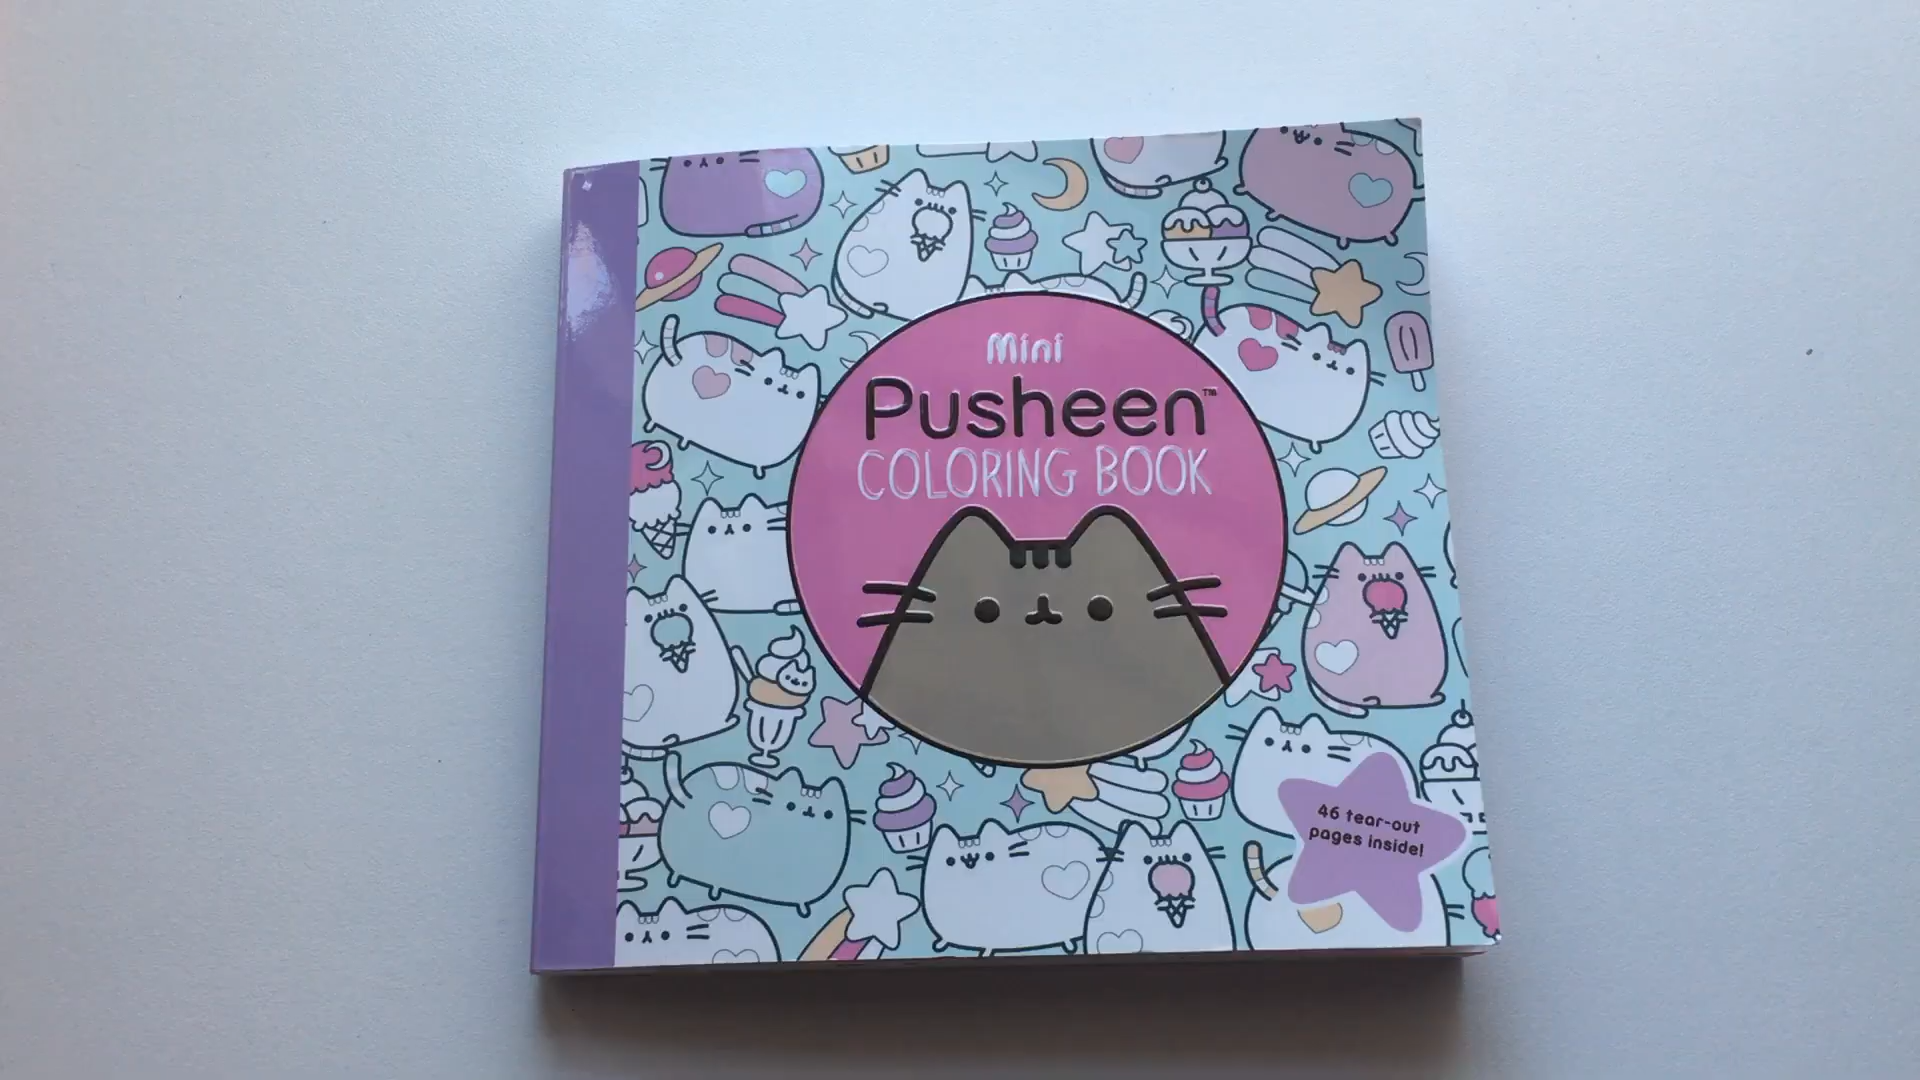 Mini
Pusheen™
COLORING BOOK
46 tear-out
pages inside!